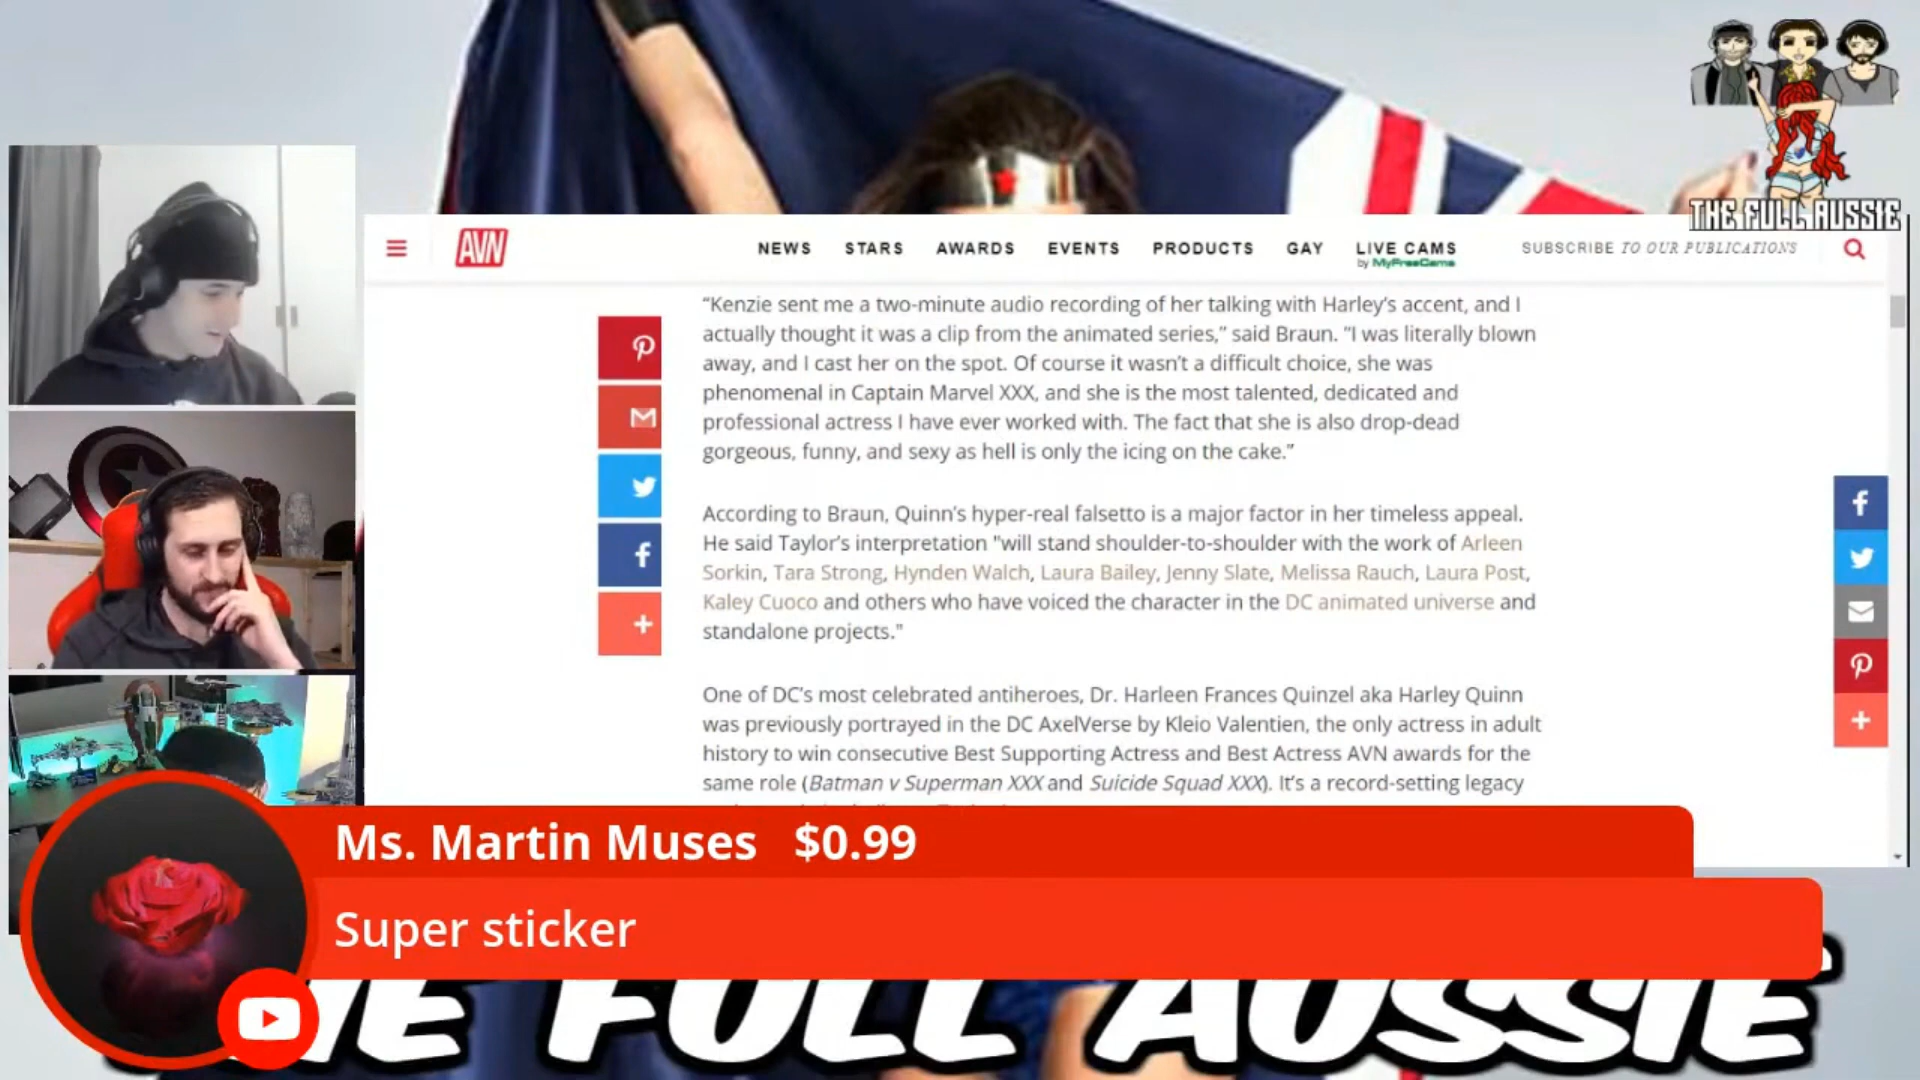 THE FULL AUSSIE
AVN
NEWS STARS AWARDS EVENTS PRODUCTS GAY LIVE CAMS SUBSCRIBE TO OUR PUBLICATIONS
by MyFreeCams
“Kenzie sent me a two-minute audio recording of her talking with Harley’s accent, and I
actually thought it was a clip from the animated series,” said Braun. “I was literally blown
away, and I cast her on the spot. Of course it wasn’t a difficult choice, she was
phenomenal in Captain Marvel XXX, and she is the most talented, dedicated and
professional actress I have ever worked with. The fact that she is also drop-dead
gorgeous, funny, and sexy as hell is only the icing on the cake.”
According to Braun, Quinn’s hyper-real falsetto is a major factor in her timeless appeal.
He said Taylor’s interpretation "will stand shoulder-to-shoulder with the work of Arleen
Sorkin, Tara Strong, Hynden Walch, Laura Bailey, Jenny Slate, Melissa Rauch, Laura Post,
Kaley Cuoco and others who have voiced the character in the DC animated universe and
standalone projects."
One of DC’s most celebrated antiheroes, Dr. Harleen Frances Quinzel aka Harley Quinn
was previously portrayed in the DC AxelVerse by Kleio Valentien, the only actress in adult
history to win consecutive Best Supporting Actress and Best Actress AVN awards for the
same role (Batman v Superman XXX and Suicide Squad XXX). It’s a record-setting legacy
Ms. Martin Muses $0.99
Super sticker
THE FULL AUSSIE